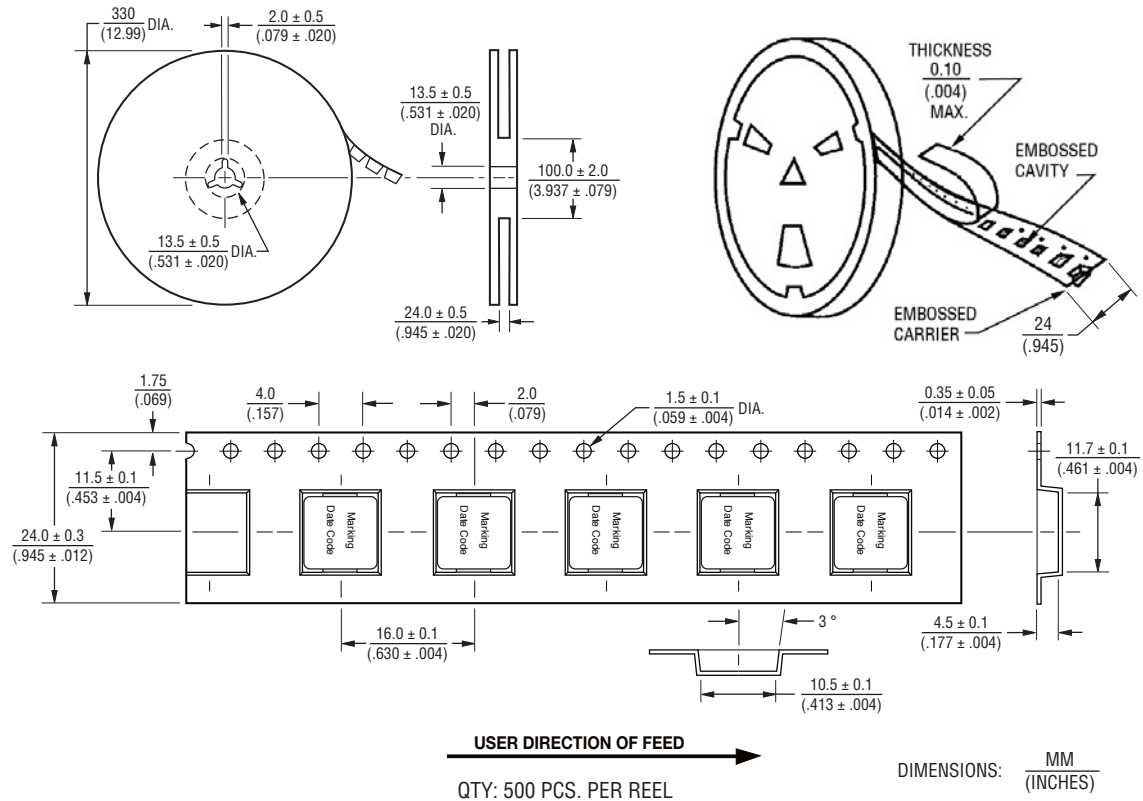 330
(12.99)
DIA.
2.0 ± 0.5
(.079 ± .020)
13.5 ± 0.5
(.531 ± .020)
DIA.
100.0 ± 2.0
(3.937 ± .079)
13.5 ± 0.5
(.531 ± .020)
DIA.
24.0 ± 0.5
(.945 ± .020)
THICKNESS
0.10
(.004)
MAX.
EMBOSSED
CAVITY
EMBOSSED
CARRIER
24
(.945)
1.75
(.069)
4.0
(.157)
2.0
(.079)
1.5 ± 0.1
(.059 ± .004)
DIA.
0.35 ± 0.05
(.014 ± .002)
11.5 ± 0.1
(.453 ± .004)
24.0 ± 0.3
(.945 ± .012)
11.7 ± 0.1
(.461 ± .004)
Marking
Date Code
Marking
Date Code
Marking
Date Code
Marking
Date Code
Marking
Date Code
16.0 ± 0.1
(.630 ± .004)
3 °
4.5 ± 0.1
(.177 ± .004)
10.5 ± 0.1
(.413 ± .004)
USER DIRECTION OF FEED
QTY: 500 PCS. PER REEL
DIMENSIONS:
MM
(INCHES)